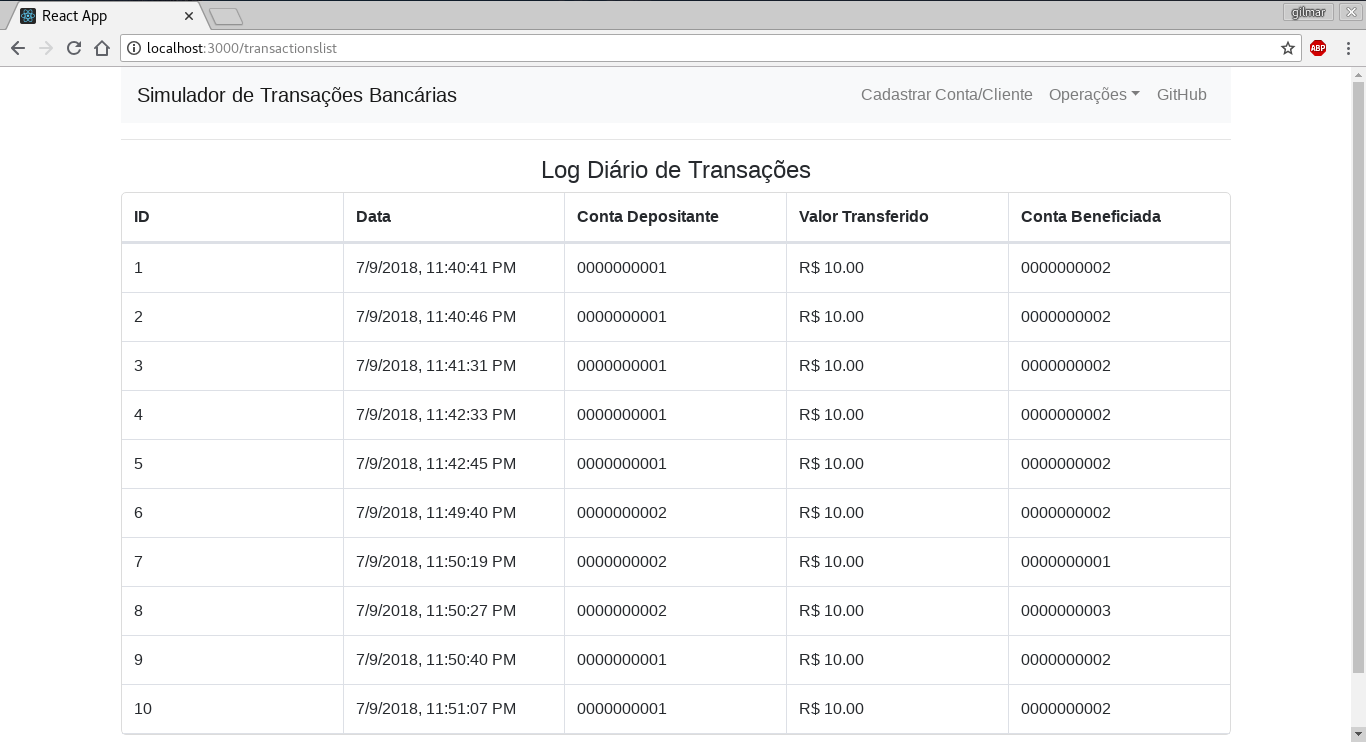 React App
gilmar
localhost:3000/transactionslist
ABP
Simulador de Transações Bancárias Cadastrar Conta/Cliente Operações GitHub
Log Diário de Transações
ID Data Conta Depositante Valor Transferido Conta Beneficiada
1 7/9/2018, 11:40:41 PM 0000000001 R$ 10.00 0000000002
2 7/9/2018, 11:40:46 PM 0000000001 R$ 10.00 0000000002
3 7/9/2018, 11:41:31 PM 0000000001 R$ 10.00 0000000002
4 7/9/2018, 11:42:33 PM 0000000001 R$ 10.00 0000000002
5 7/9/2018, 11:42:45 PM 0000000001 R$ 10.00 0000000002
6 7/9/2018, 11:49:40 PM 0000000002 R$ 10.00 0000000002
7 7/9/2018, 11:50:19 PM 0000000002 R$ 10.00 0000000001
8 7/9/2018, 11:50:27 PM 0000000002 R$ 10.00 0000000003
9 7/9/2018, 11:50:40 PM 0000000001 R$ 10.00 0000000002
10 7/9/2018, 11:51:07 PM 0000000001 R$ 10.00 0000000002